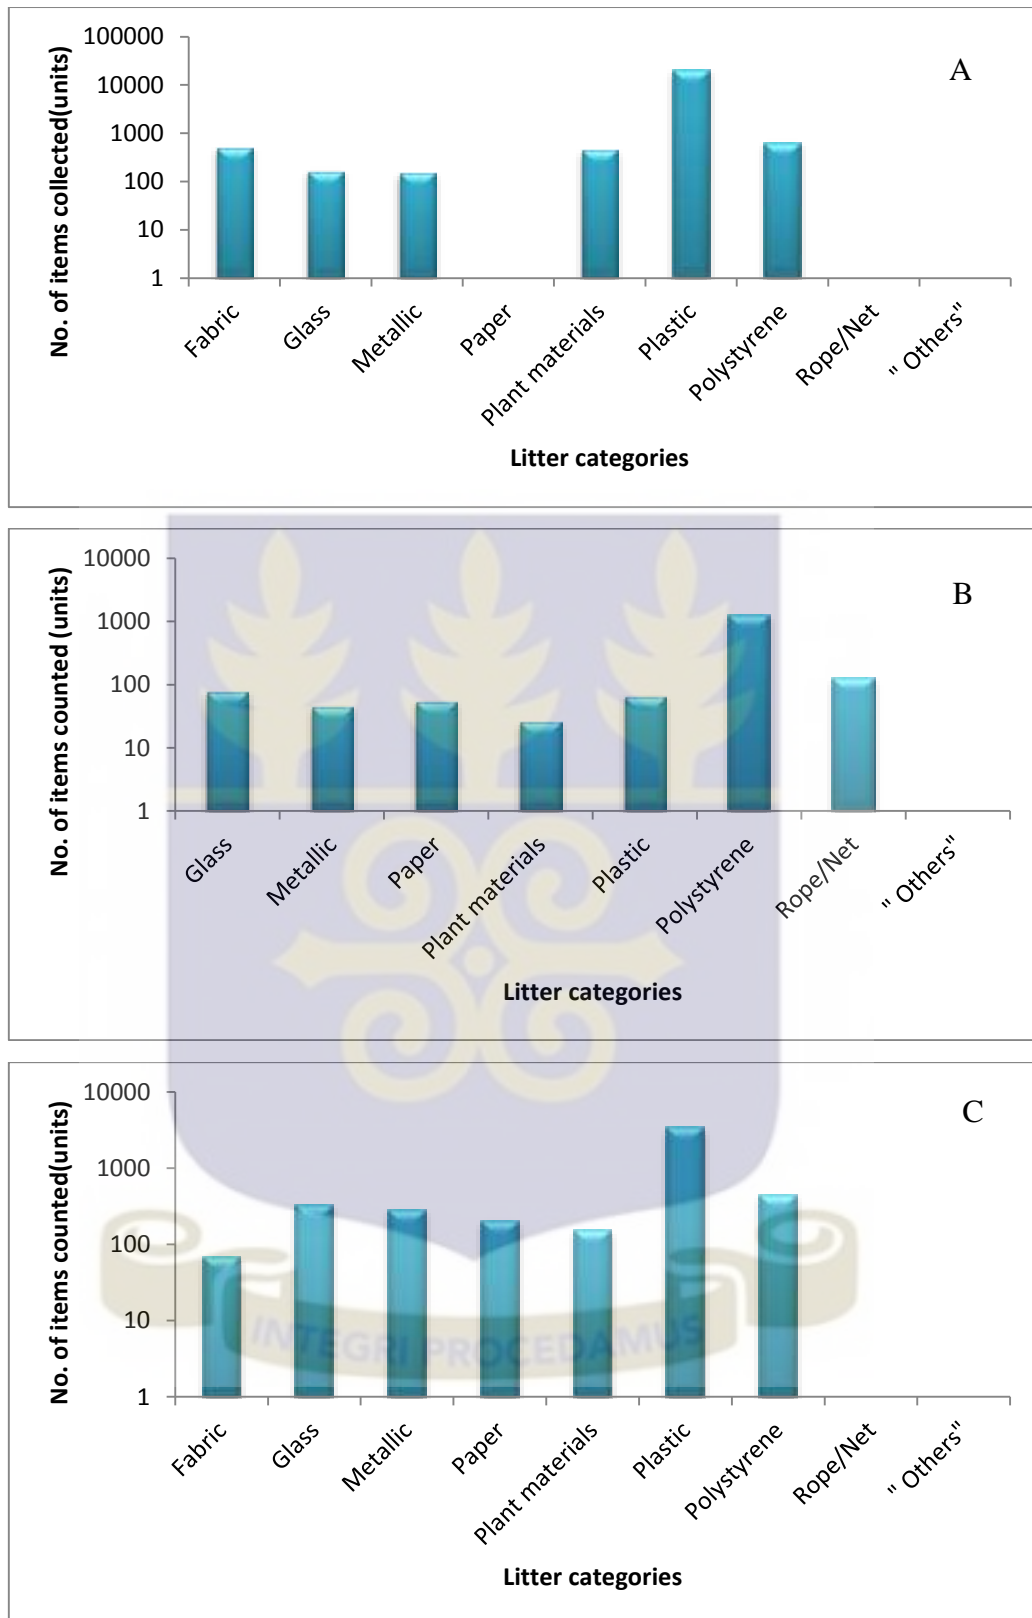 A
No. of items collected(units)
100000
10000
1000
100
10
1
Fabric
Glass
Metallic
Paper
Plant materials
Plastic
Polystyrene
Rope/Net
" Others"
Litter categories
B
No. of items counted (units)
10000
1000
100
10
1
Glass
Metallic
Paper
Plant materials
Plastic
Polystyrene
Rope/Net
" Others"
Litter categories
C
No. of items counted(units)
10000
1000
100
10
1
INTEGRI PROCEDAMUS
Fabric
Glass
Metallic
Paper
Plant materials
Plastic
Polystyrene
Rope/Net
" Others"
Litter categories